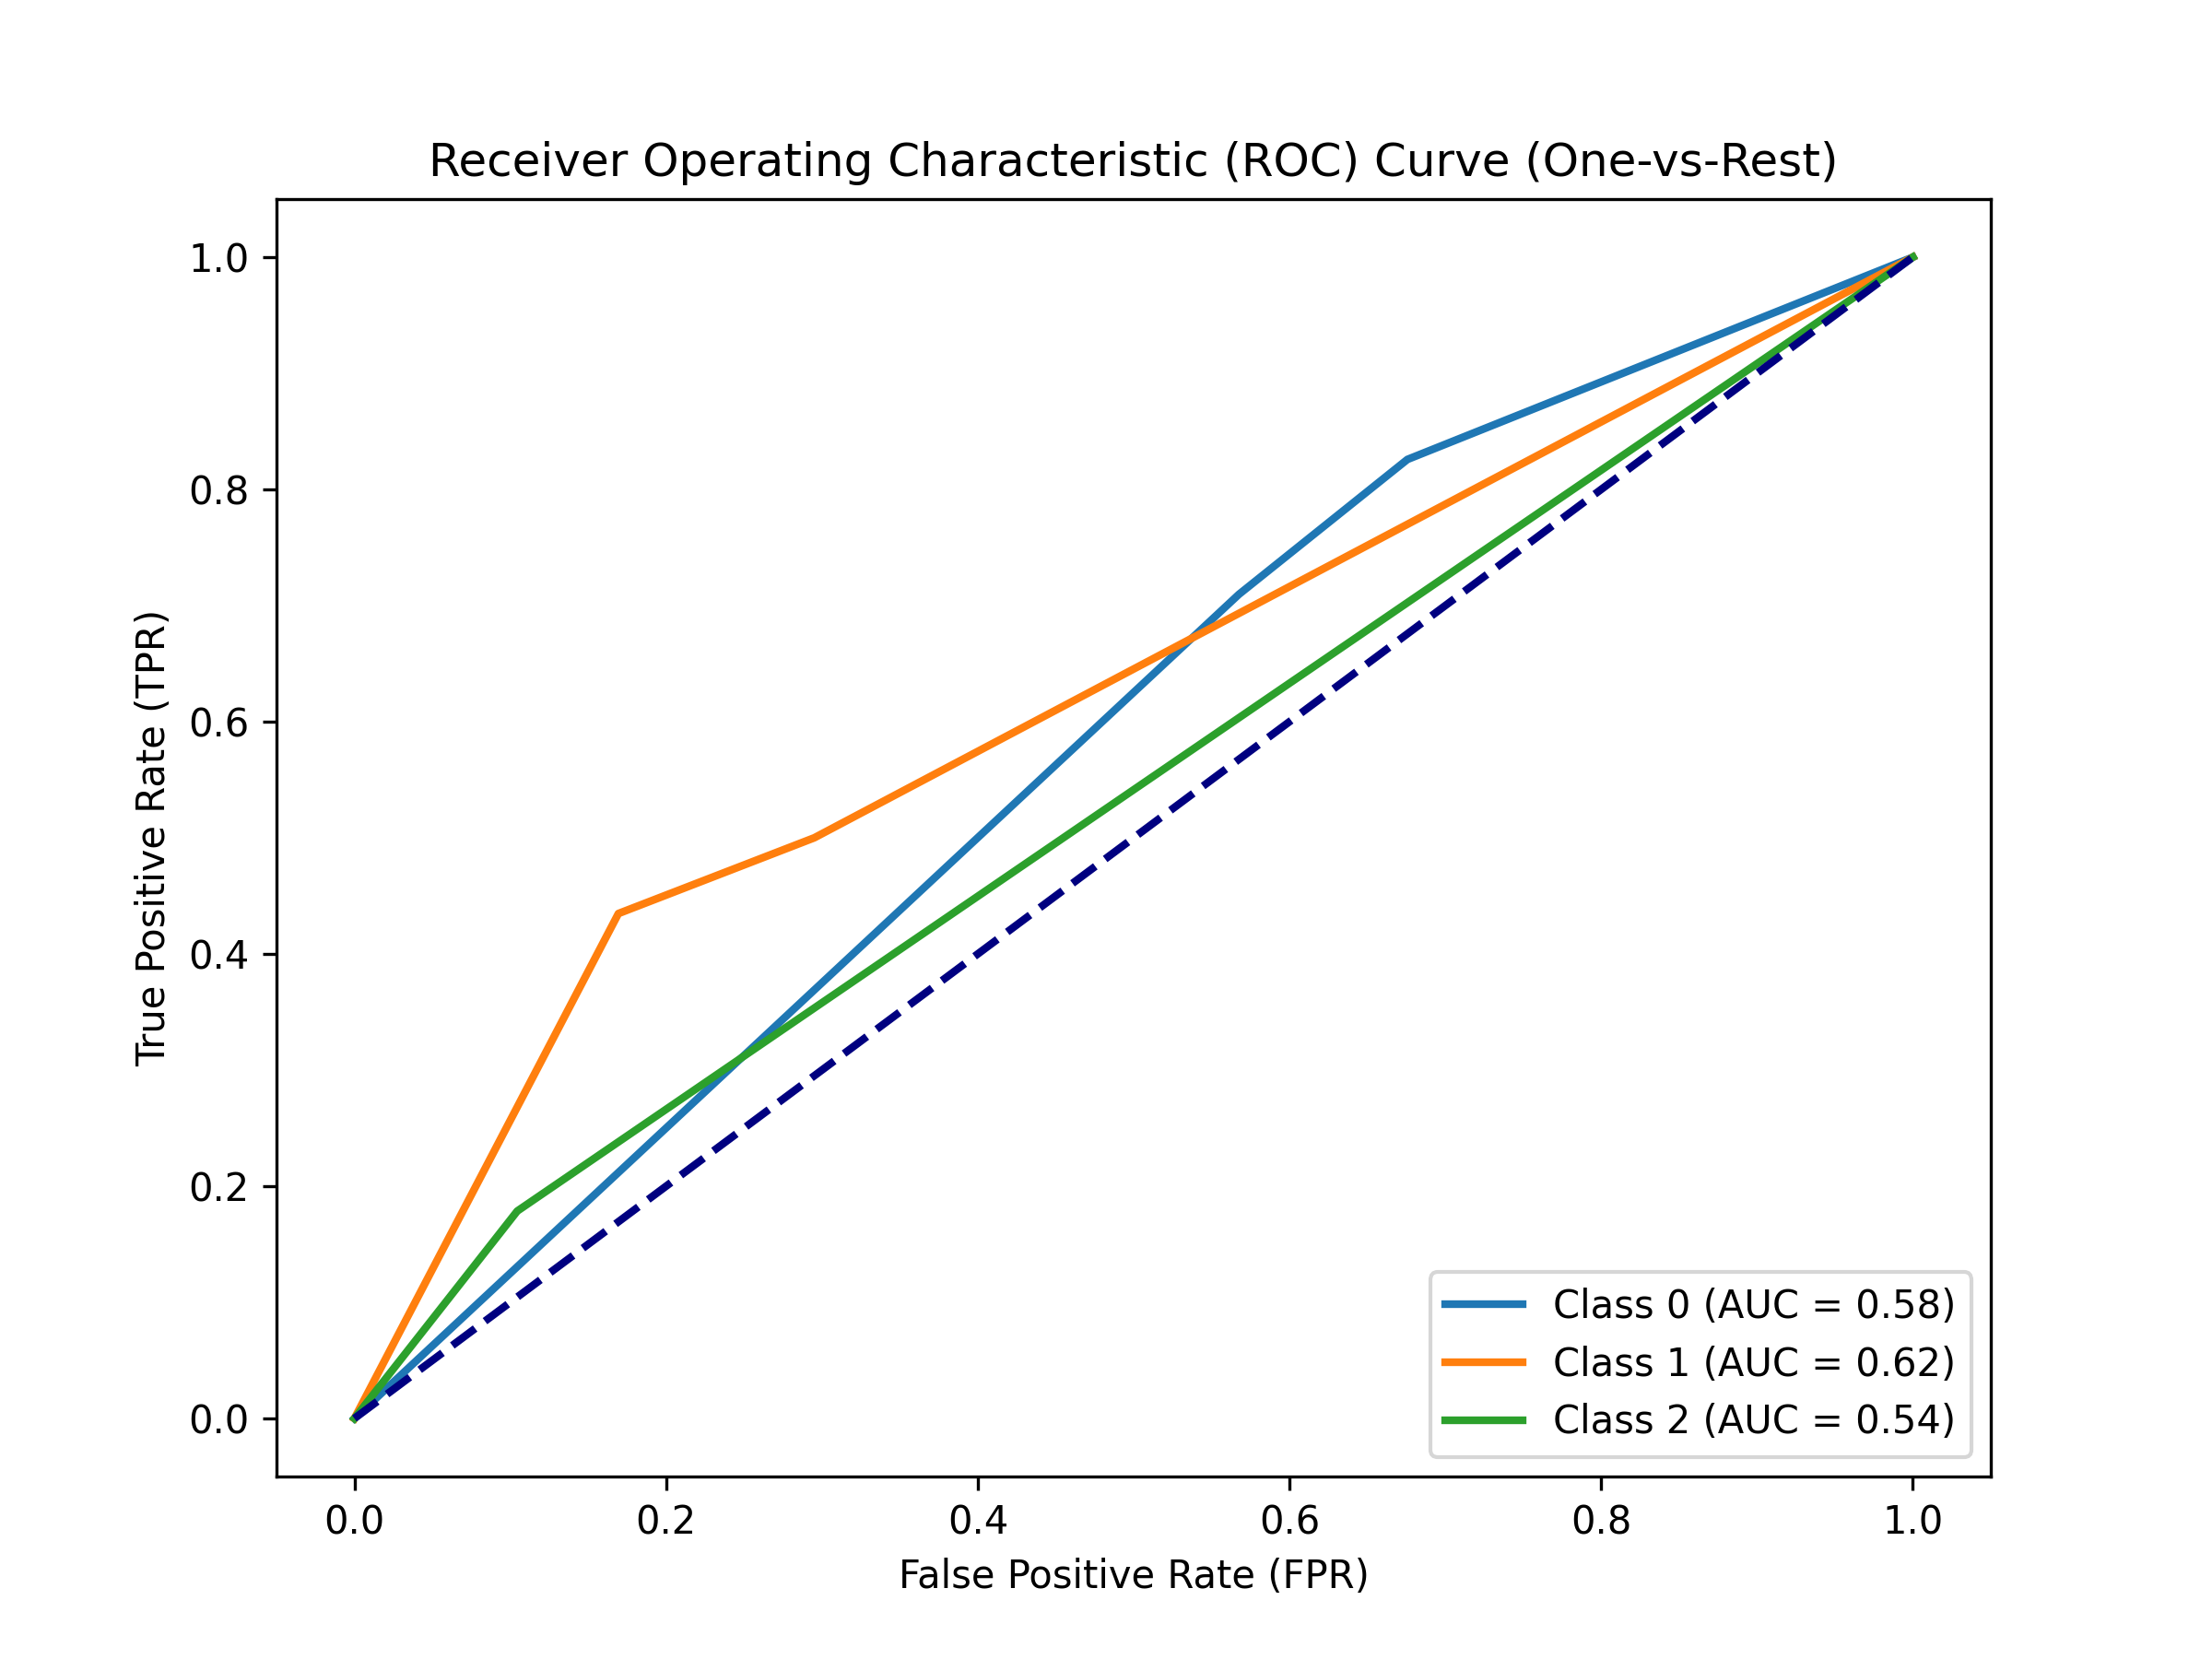 Receiver Operating Characteristic (ROC) Curve (One-vs-Rest)
True Positive Rate (TPR)
1.0
0.8
0.6
0.4
0.2
0.0
Class 0 (AUC = 0.58)
Class 1 (AUC = 0.62)
Class 2 (AUC = 0.54)
0.0 0.2 0.4 0.6 0.8 1.0
False Positive Rate (FPR)